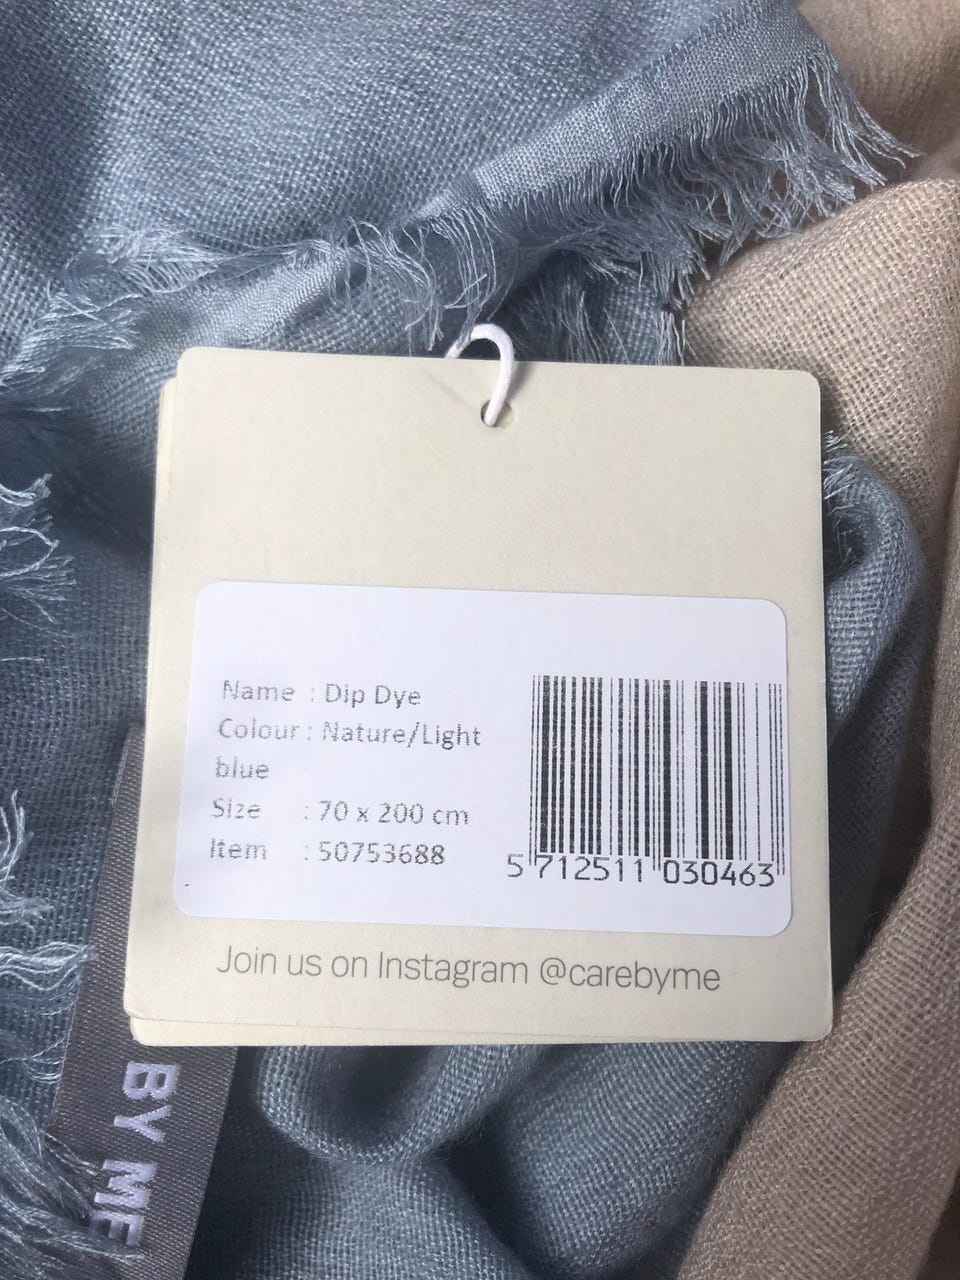 Name : Dip Dye
Colour : Nature/Light
blue
Size : 70 x 200 cm
Item : 50753688
5 712511 030463
Join us on Instagram @carebyme
BY ME